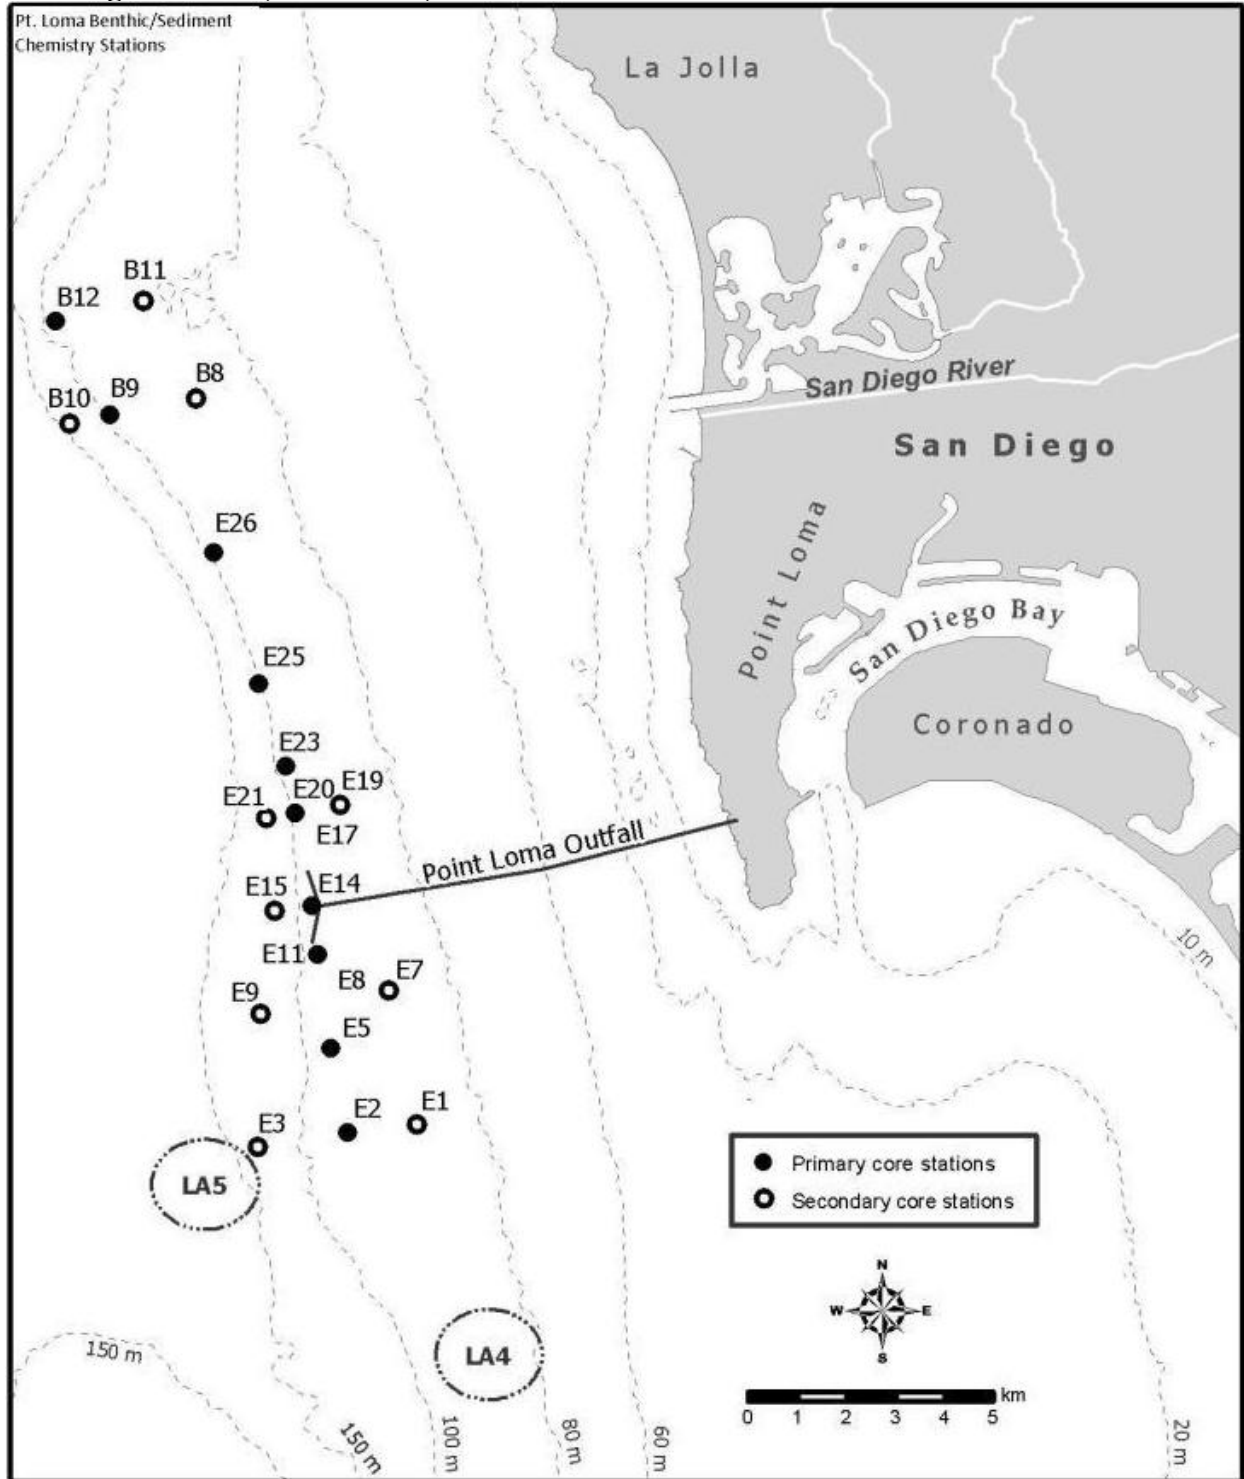 Pt. Loma Benthic/Sediment
Chemistry Stations
La Jolla
B11
B12
B8
B9
B10
San Diego River
San Diego
E26
Point Loma
San Diego Bay
E25
Coronado
E23
E19
E20
E21
E17
Point Loma Outfall
E14
E15
E11
10 m
E7
E8
E9
E5
E1
E2
E3
LA5
Primary core stations
Secondary core stations
N
W
E
S
LA4
150 m
km
0 1 2 3 4 5
150 m
100 m
80 m
60 m
20 m